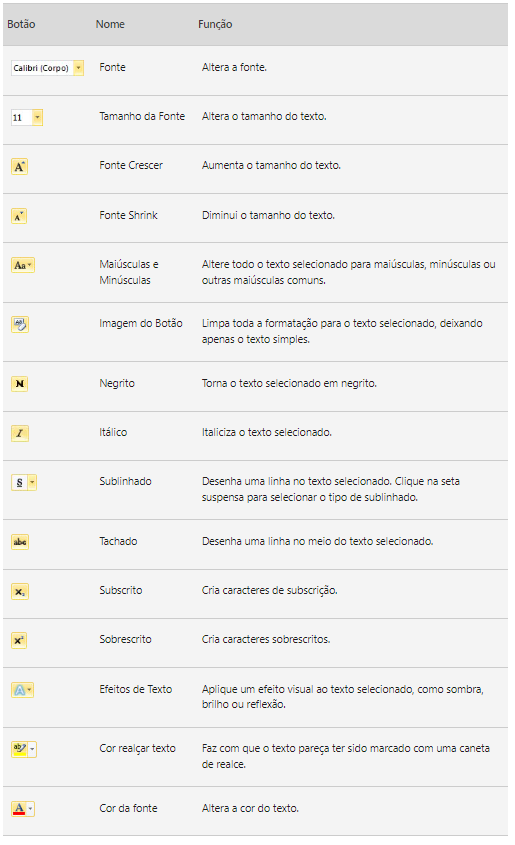 Botão Nome Função
Calibri (Corpo) Fonte Altera a fonte.
11 Tamanho da Fonte Altera o tamanho do texto.
A Fonte Crescer Aumenta o tamanho do texto.
A Fonte Shrink Diminui o tamanho do texto.
Aa Maiúsculas e Minúsculas Altere todo o texto selecionado para maiúsculas, minúsculas ou
outras maiúsculas comuns.
Imagem do Botão Limpa toda a formatação para o texto selecionado, deixando
apenas o texto simples.
N Negrito Torna o texto selecionado em negrito.
I Itálico Italiciza o texto selecionado.
S Sublinhado Desenha uma linha no texto selecionado. Clique na seta
suspensa para selecionar o tipo de sublinhado.
abc Tachado Desenha uma linha no meio do texto selecionado.
x Subscrito Cria caracteres de subscrição.
x Sobrescrito Cria caracteres sobrescritos.
A Efeitos de Texto Aplique um efeito visual ao texto selecionado, como sombra,
brilho ou reflexão.
ab Cor realçar texto Faz com que o texto pareça ter sido marcado com uma caneta
de realce.
A Cor da fonte Altera a cor do texto.